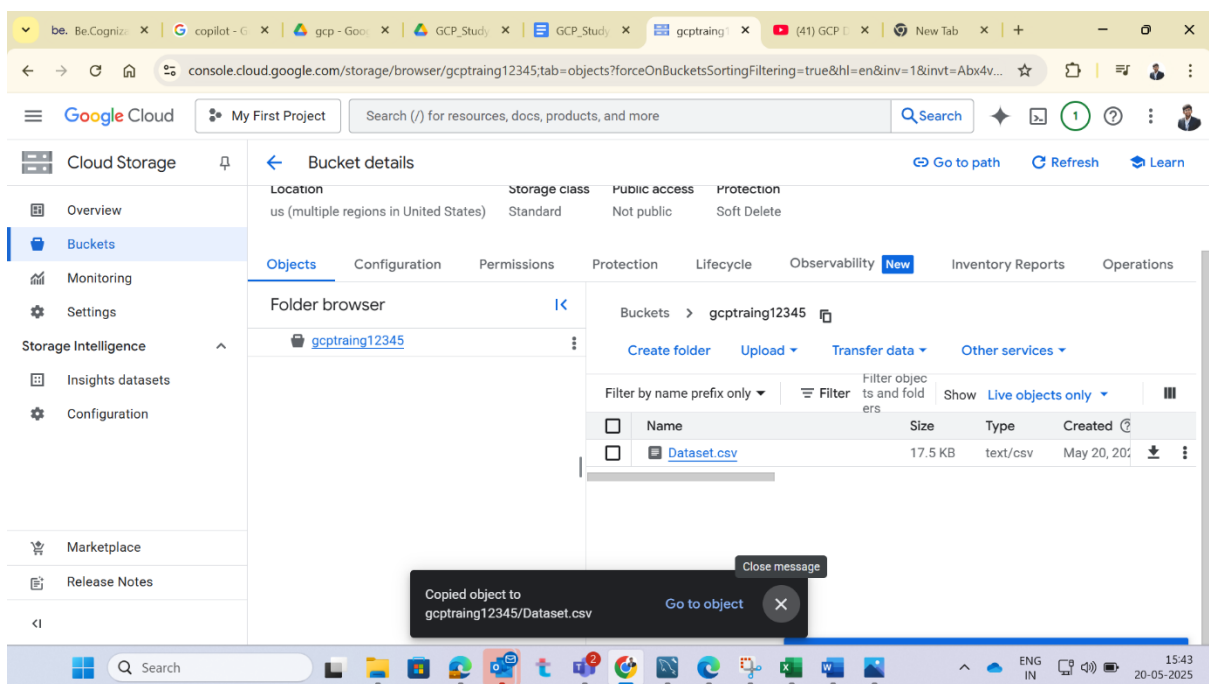 be. Be.Cogniz
copilot - G
gcp - Goog
GCP_Study
GCP_Study
gcptraing1
(41) GCP D
New Tab
console.cloud.google.com/storage/browser/gcptraing12345;tab=objects?forceOnBucketsSortingFiltering=true&hl=en&inv=1&invt=Abx4v...
Google Cloud
My First Project
Search (/) for resources, docs, products, and more
Search
1
Cloud Storage
Bucket details
Go to path
Refresh
Learn
Overview
Buckets
Monitoring
Settings
Storage Intelligence
Insights datasets
Configuration
Marketplace
Release Notes
Location Storage class Public access Protection
us (multiple regions in United States) Standard Not public Soft Delete
Objects Configuration Permissions Protection Lifecycle Observability New Inventory Reports Operations
Folder browser
gcptraing12345
Buckets > gcptraing12345
Create folder Upload Transfer data Other services
Filter by name prefix only Filter
Filter objec
ts and fold
ers
Show Live objects only
Name Size Type Created
Dataset.csv 17.5 KB text/csv May 20, 202
Close message
Copied object to
gcptraing12345/Dataset.csv
Go to object
Search
2
ENG
IN
15:43
20-05-2025